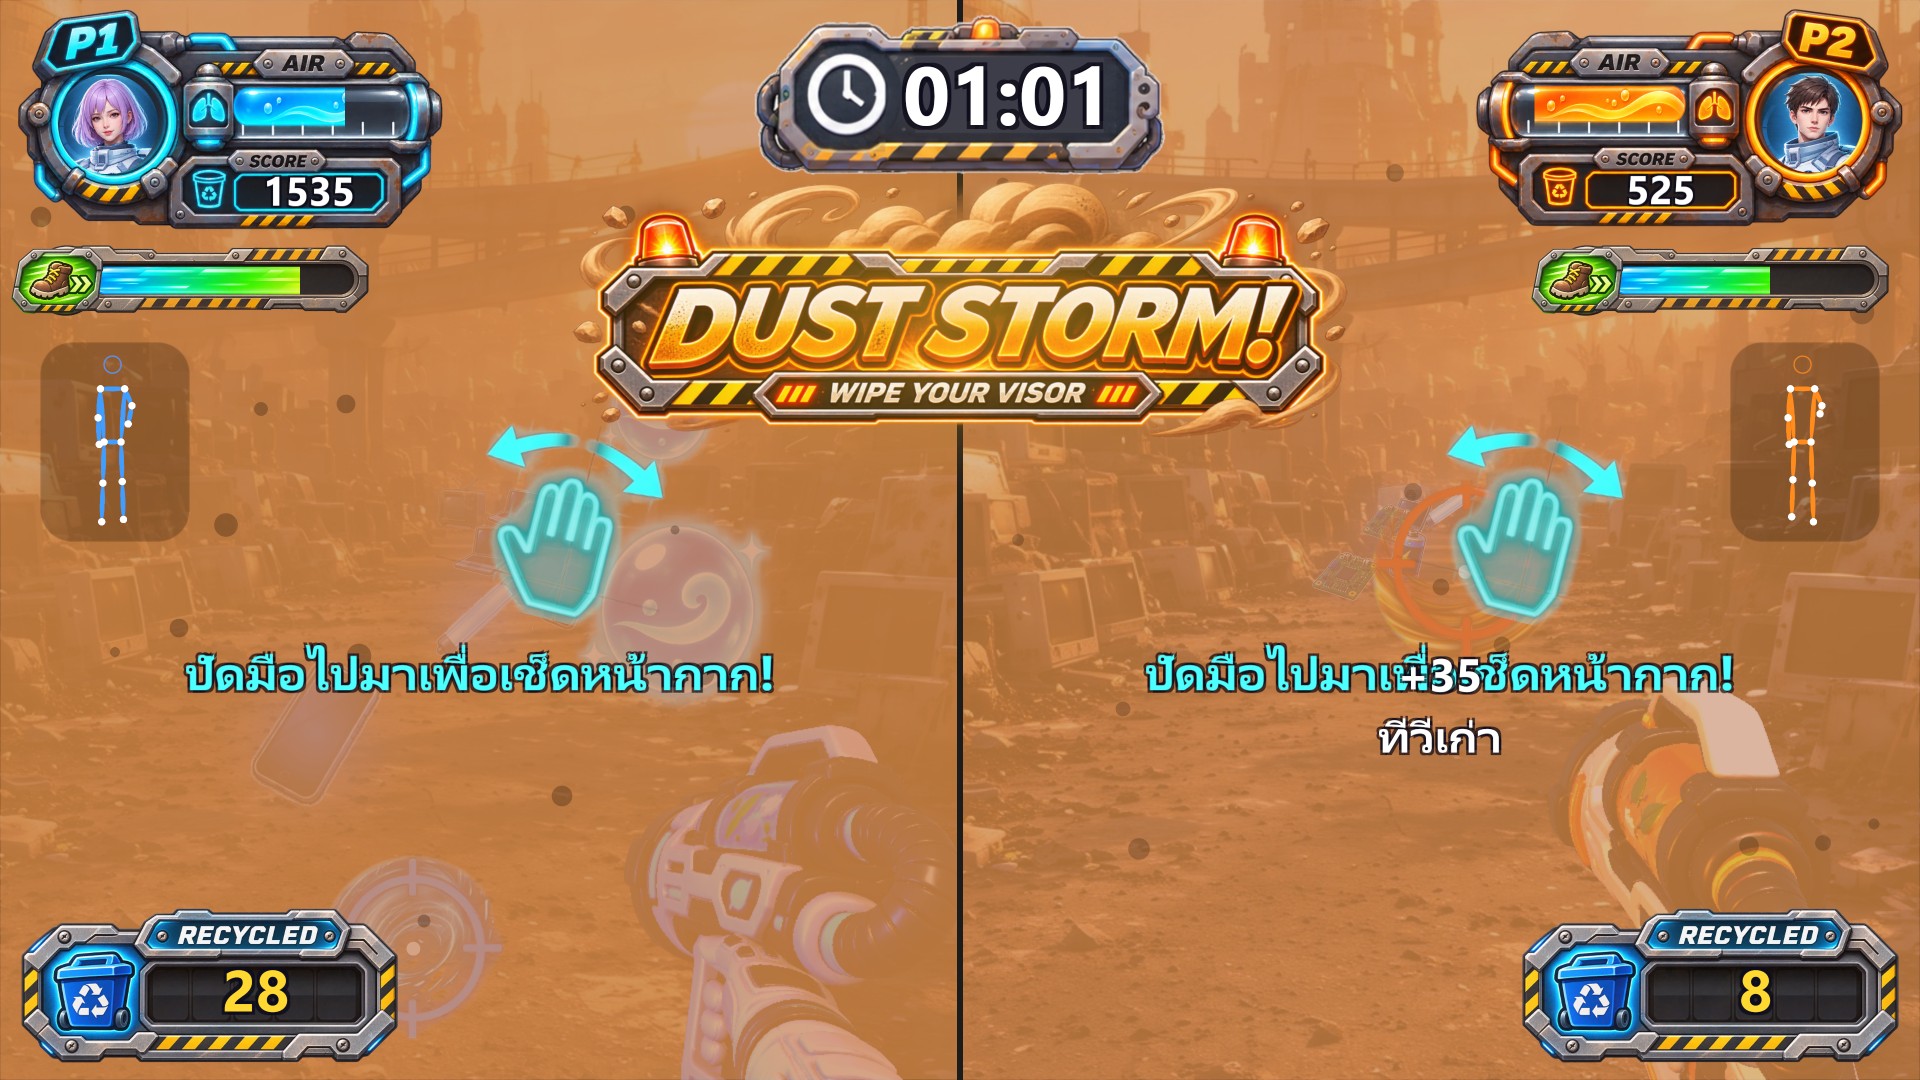 P1
AIR
SCORE
1535
01:01
P2
AIR
SCORE
525
DUST STORM!
WIPE YOUR VISOR
ปัดมือไปมาเพื่อเช็ดหน้ากาก!
ปัดมือไปมาเพื่อเช็ดหน้ากาก!
+35
ทีวีเก่า
RECYCLED
28
RECYCLED
8